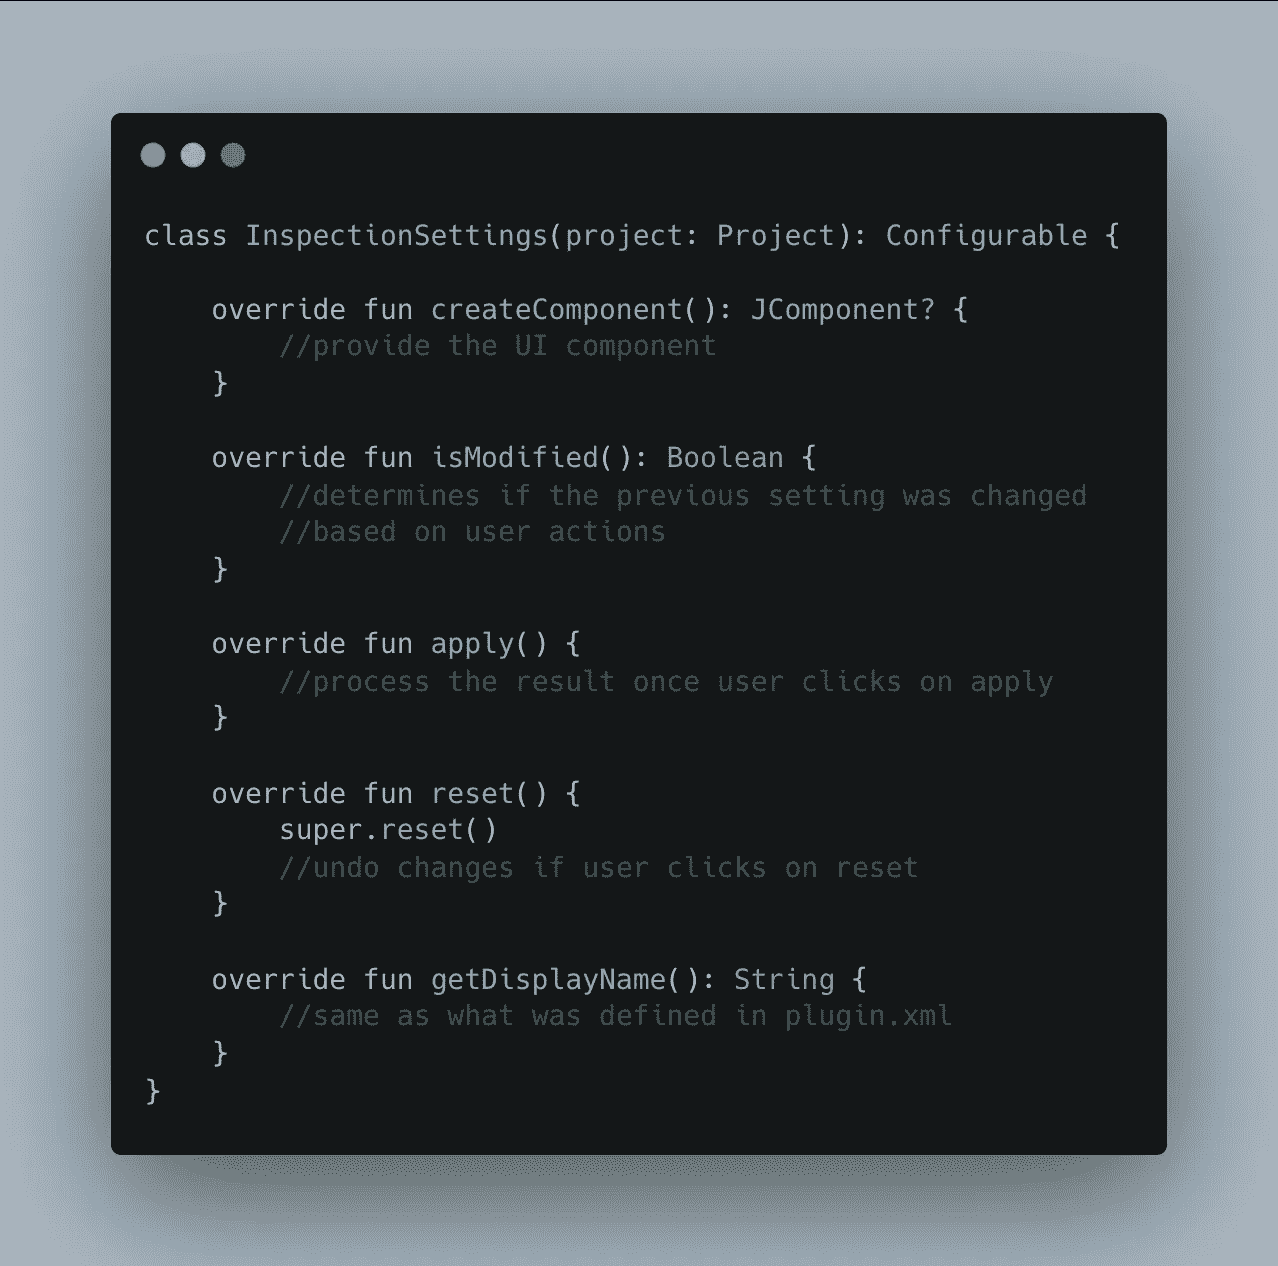 class InspectionSettings(project: Project): Configurable {
override fun createComponent(): JComponent? {
//provide the UI component
}
override fun isModified(): Boolean {
//determines if the previous setting was changed
//based on user actions
}
override fun apply() {
//process the result once user clicks on apply
}
override fun reset() {
super.reset()
//undo changes if user clicks on reset
}
override fun getDisplayName(): String {
//same as what was defined in plugin.xml
}
}